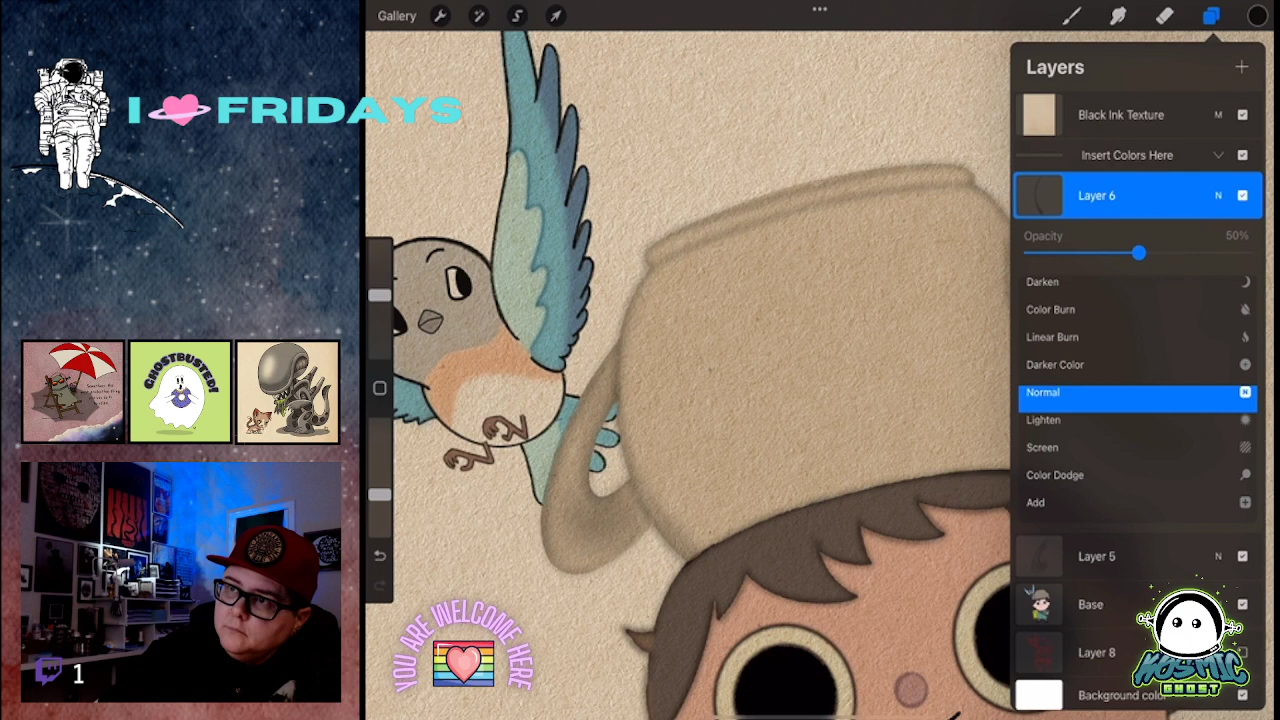 Gallery
Layers
Black Ink Texture M
Insert Colors Here
Layer 6 N
Opacity 50%
Darken
Color Burn
Linear Burn
Darker Color
Normal N
Lighten
Screen
Color Dodge
Add
Layer 5 N
Base
Layer 8
Background color
I FRIDAYS
GHOSTBUSTED!
1
YOU ARE WELCOME HERE
KOSMIC
GHOST